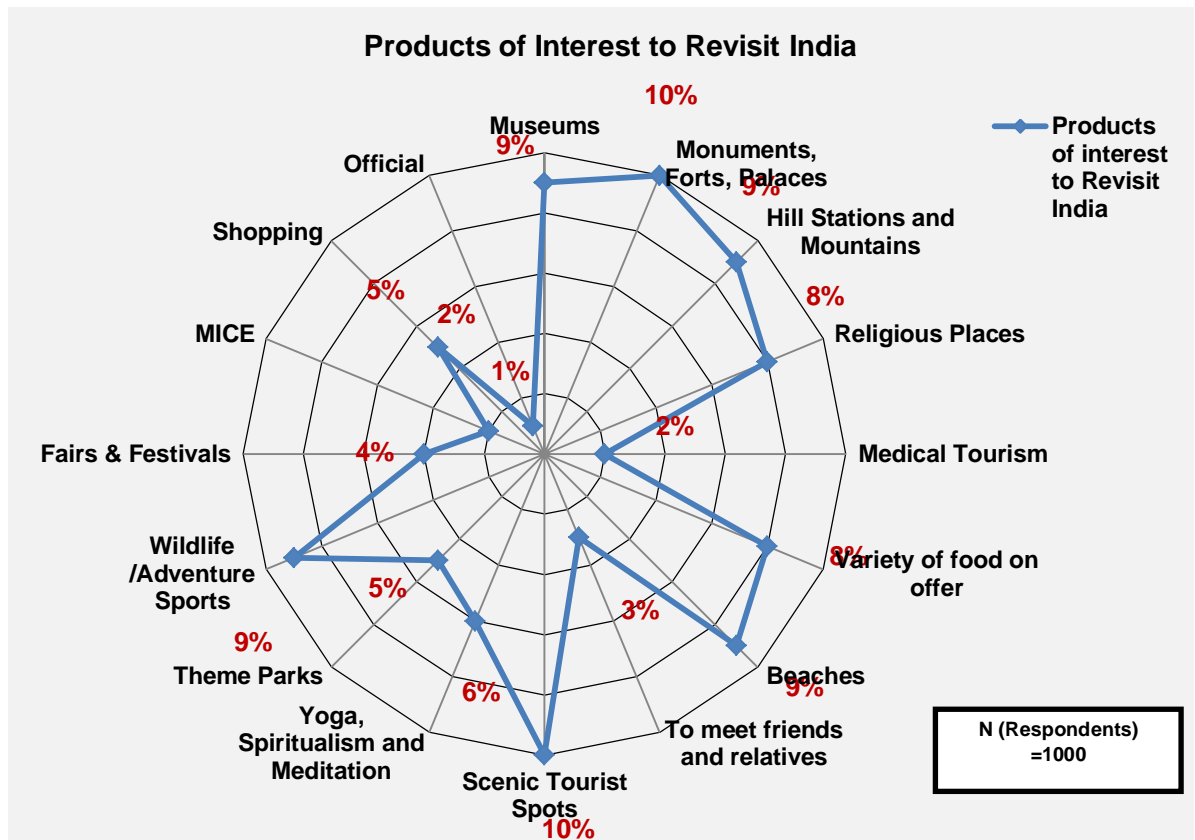 Products of Interest to Revisit India
10%
Museums
9%
Official
Monuments,
Forts, Palaces
9%
Products
of interest
to Revisit
India
Shopping
Hill Stations and
Mountains
5%
2%
8%
MICE
Religious Places
1%
2%
Fairs & Festivals
4%
Medical Tourism
Wildlife
/Adventure
Sports
8%
Variety of food on
offer
5%
3%
9%
Theme Parks
Beaches
9%
6%
Yoga,
Spiritualism and
Meditation
To meet friends
and relatives
N (Respondents)
=1000
Scenic Tourist
Spots
10%